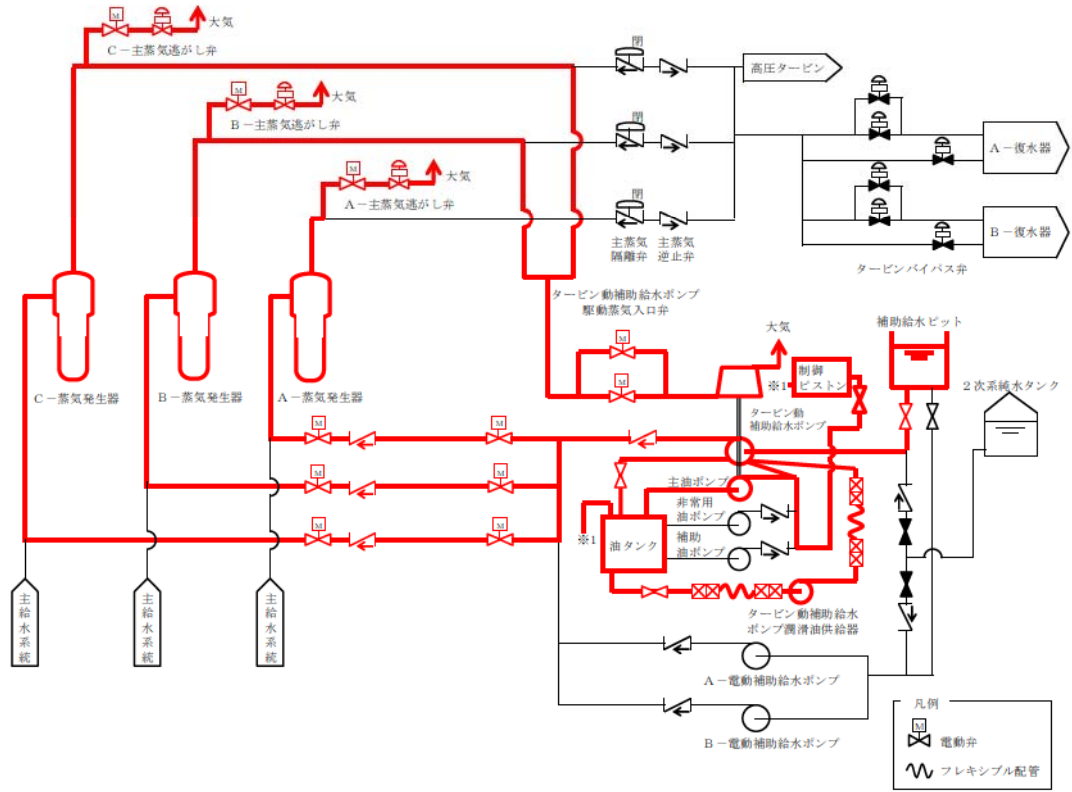 M
大気
C－主蒸気逃がし弁
M
大気
B－主蒸気逃がし弁
M
大気
A－主蒸気逃がし弁
閉
閉
閉
主蒸気
隔離弁
主蒸気
逆止弁
高圧タービン
A－復水器
B－復水器
タービンバイパス弁
C－蒸気発生器
B－蒸気発生器
A－蒸気発生器
タービン動補助給水ポンプ
駆動蒸気入口弁
M
M
大気
※1
制御
ピストン
補助給水ピット
2次系純水タンク
タービン動
補助給水ポンプ
M
M
M
M
M
M
主油ポンプ
非常用
油ポンプ
補助
油ポンプ
※1
油タンク
タービン動補助給水
ポンプ潤滑油供給器
主給水系統
主給水系統
主給水系統
A－電動補助給水ポンプ
B－電動補助給水ポンプ
凡例
M
電動弁
フレキシブル配管